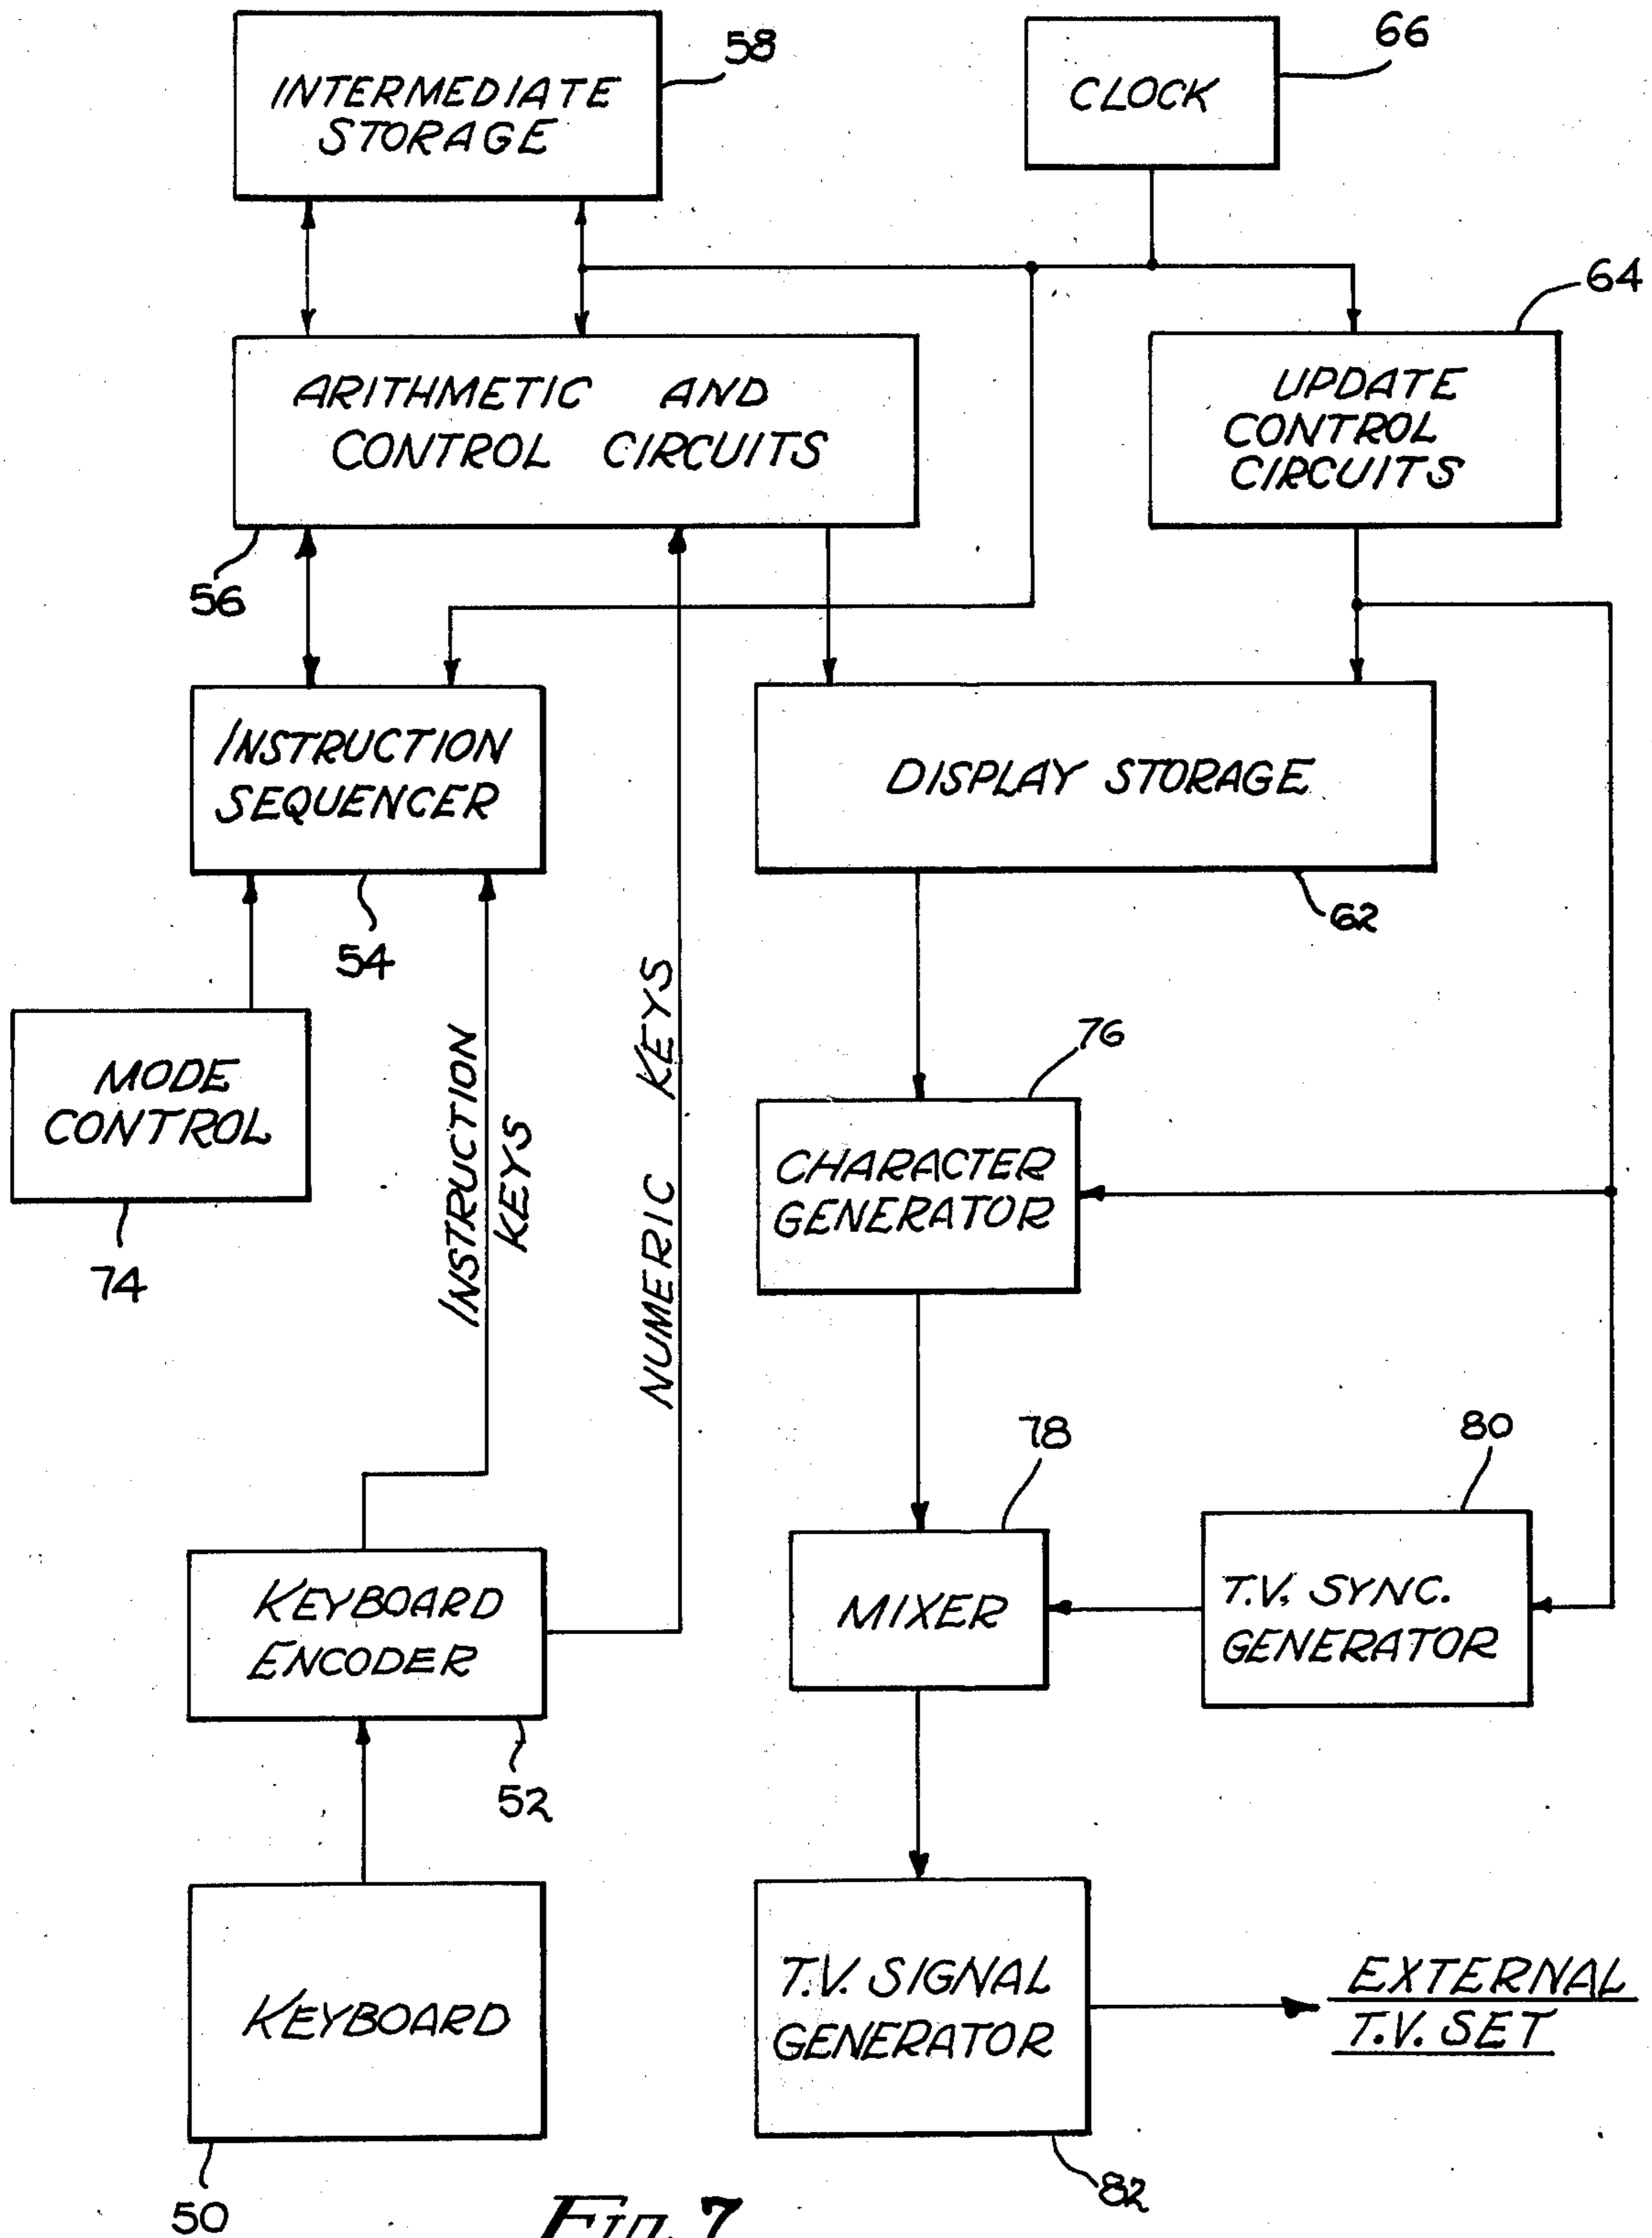 INTERMEDIATE
STORAGE
58
CLOCK
66
64
ARITHMETIC AND
CONTROL CIRCUITS
56
UPDATE
CONTROL
CIRCUITS
INSTRUCTION
SEQUENCER
54
DISPLAY STORAGE
62
MODE
CONTROL
74
INSTRUCTION
KEYS
NUMERIC KEYS
76
CHARACTER
GENERATOR
78
80
MIXER
T.V. SYNC.
GENERATOR
KEYBOARD
ENCODER
52
KEYBOARD
50
T.V. SIGNAL
GENERATOR
82
EXTERNAL
T.V. SET
Fig. 7